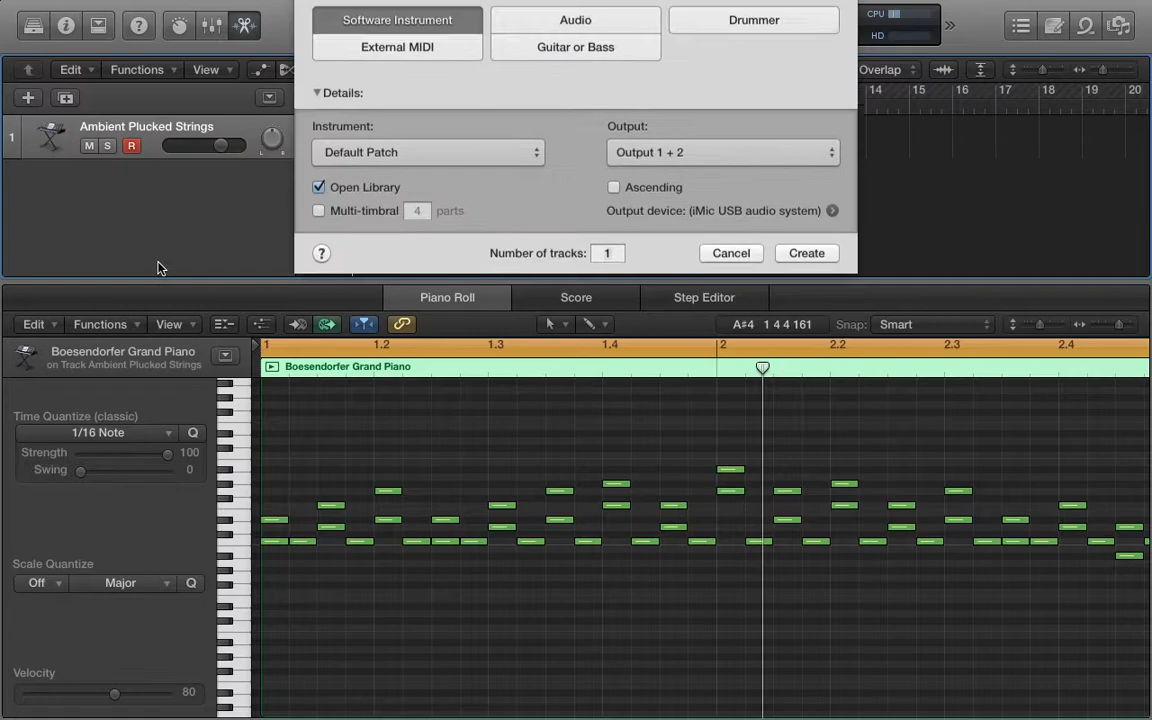 Software Instrument Audio Drummer
CPU
External MIDI Guitar or Bass
HD
Edit Functions View
Overlap
Details:
14 15 16 17 18 19 20
1 Ambient Plucked Strings
Instrument: Output:
M S R
L R
Default Patch Output 1 + 2
Open Library Ascending
Multi-timbral 4 parts Output device: (iMic USB audio system)
? Number of tracks: 1 Cancel Create
Piano Roll Score Step Editor
Edit Functions View
A#4 1 4 4 161 Snap: Smart
Boesendorfer Grand Piano
on Track Ambient Plucked Strings
1 1.2 1.3 1.4 2 2.2 2.3 2.4
Boesendorfer Grand Piano
Time Quantize (classic)
1/16 Note Q
Strength 100
Swing 0
Scale Quantize
Off Major Q
Velocity
80